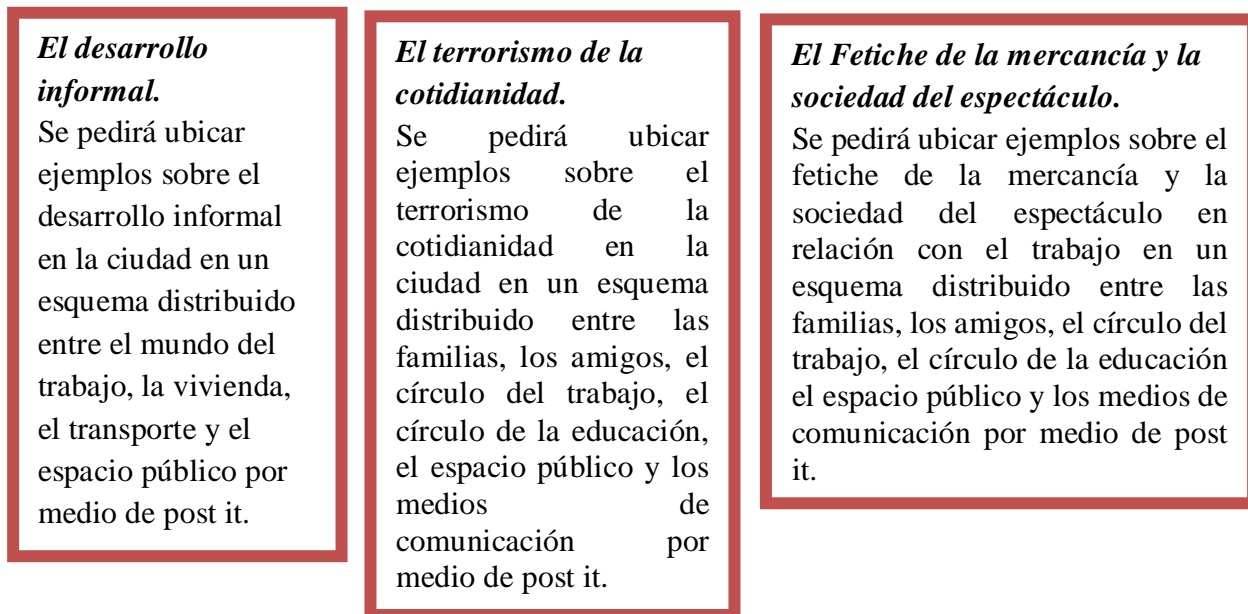 El desarrollo
informal.
Se pedirá ubicar
ejemplos sobre el
desarrollo informal
en la ciudad en un
esquema distribuido
entre el mundo del
trabajo, la vivienda,
el transporte y el
espacio público por
medio de post it.
El terrorismo de la
cotidianidad.
Se pedirá ubicar
ejemplos sobre el
terrorismo de la
cotidianidad en la
ciudad en un esquema
distribuido entre las
familias, los amigos, el
círculo del trabajo, el
círculo de la educación,
el espacio público y los
medios de
comunicación por
medio de post it.
El Fetiche de la mercancía y la
sociedad del espectáculo.
Se pedirá ubicar ejemplos sobre el
fetiche de la mercancía y la
sociedad del espectáculo en
relación con el trabajo en un
esquema distribuido entre las
familias, los amigos, el círculo del
trabajo, el círculo de la educación
el espacio público y los medios de
comunicación por medio de post
it.